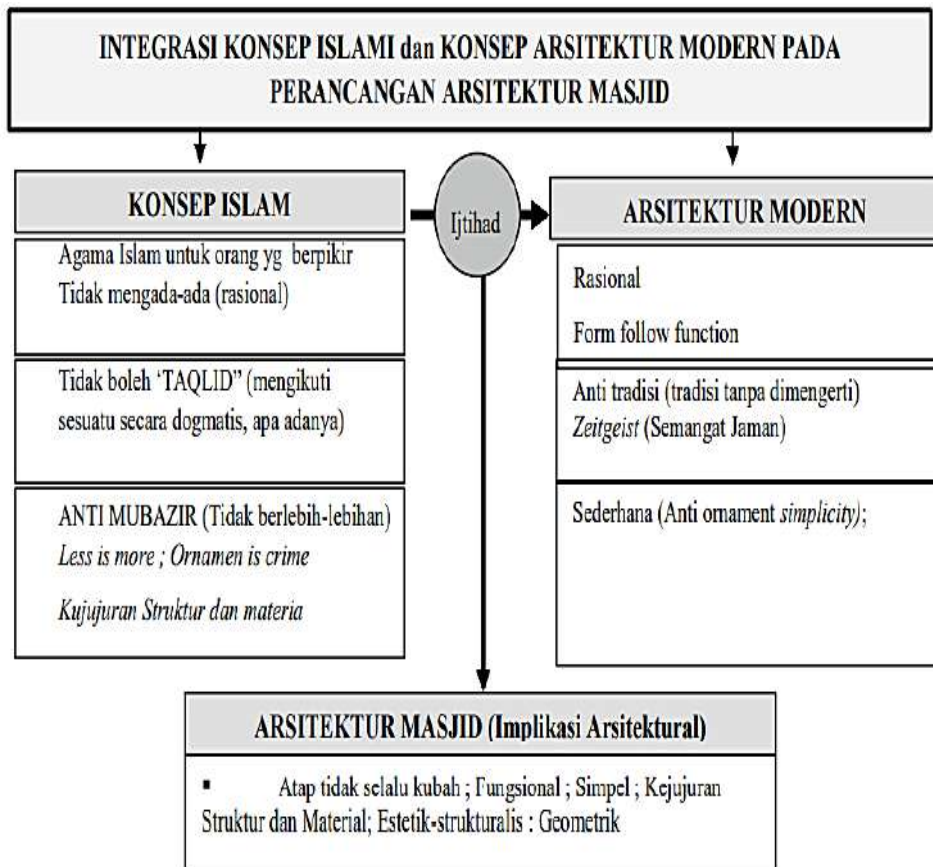 INTEGRASI KONSEP ISLAMI dan KONSEP ARSITEKTUR MODERN PADA
PERANCANGAN ARSITEKTUR MASJID
KONSEP ISLAM
Agama Islam untuk orang yg berpikir
Tidak mengada-ada (rasional)
Tidak boleh ‘TAQLID” (mengikuti
sesuatu secara dogmatis, apa adanya)
ANTI MUBAZIR (Tidak berlebih-lebihan)
Less is more ; Ornamen is crime
Kujujuran Struktur dan materia
Ijtihad
ARSITEKTUR MODERN
Rasional
Form follow function
Anti tradisi (tradisi tanpa dimengerti)
Zeitgeist (Semangat Jaman)
Sederhana (Anti ornament simplicity);
ARSITEKTUR MASJID (Implikasi Arsitektural)
▪ Atap tidak selalu kubah ; Fungsional ; Simpel ; Kejujuran
Struktur dan Material; Estetik-strukturalis : Geometrik